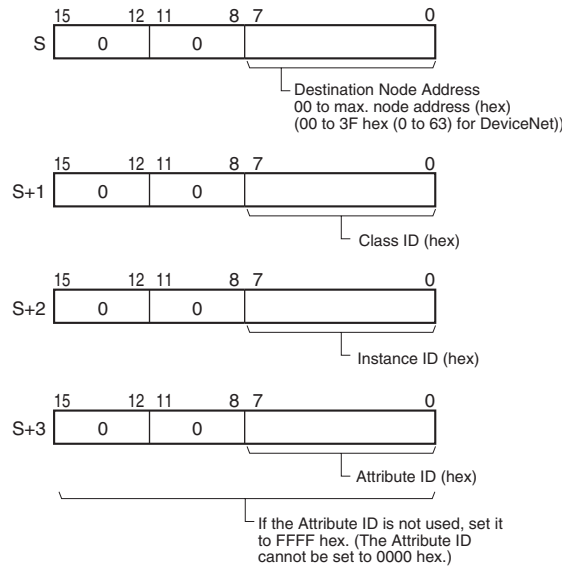 15 12 11 8 7 0
S 0 0
Destination Node Address
00 to max. node address (hex)
(00 to 3F hex (0 to 63) for DeviceNet))
15 12 11 8 7 0
S+1 0 0
Class ID (hex)
15 12 11 8 7 0
S+2 0 0
Instance ID (hex)
15 12 11 8 7 0
S+3 0 0
Attribute ID (hex)
If the Attribute ID is not used, set it
to FFFF hex. (The Attribute ID
cannot be set to 0000 hex.)